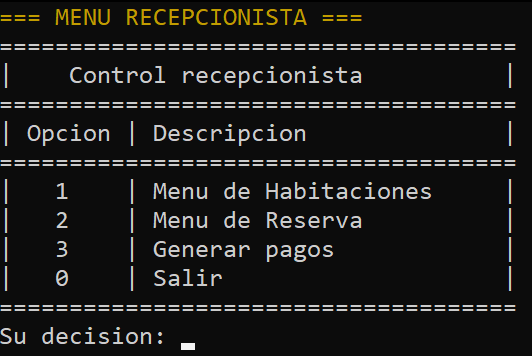 === MENU RECEPCIONISTA ===
=====================================
|    Control recepcionista          |
=====================================
| Opcion | Descripcion              |
=====================================
|   1    | Menu de Habitaciones     |
|   2    | Menu de Reserva          |
|   3    | Generar pagos            |
|   0    | Salir                    |
=====================================
Su decision: